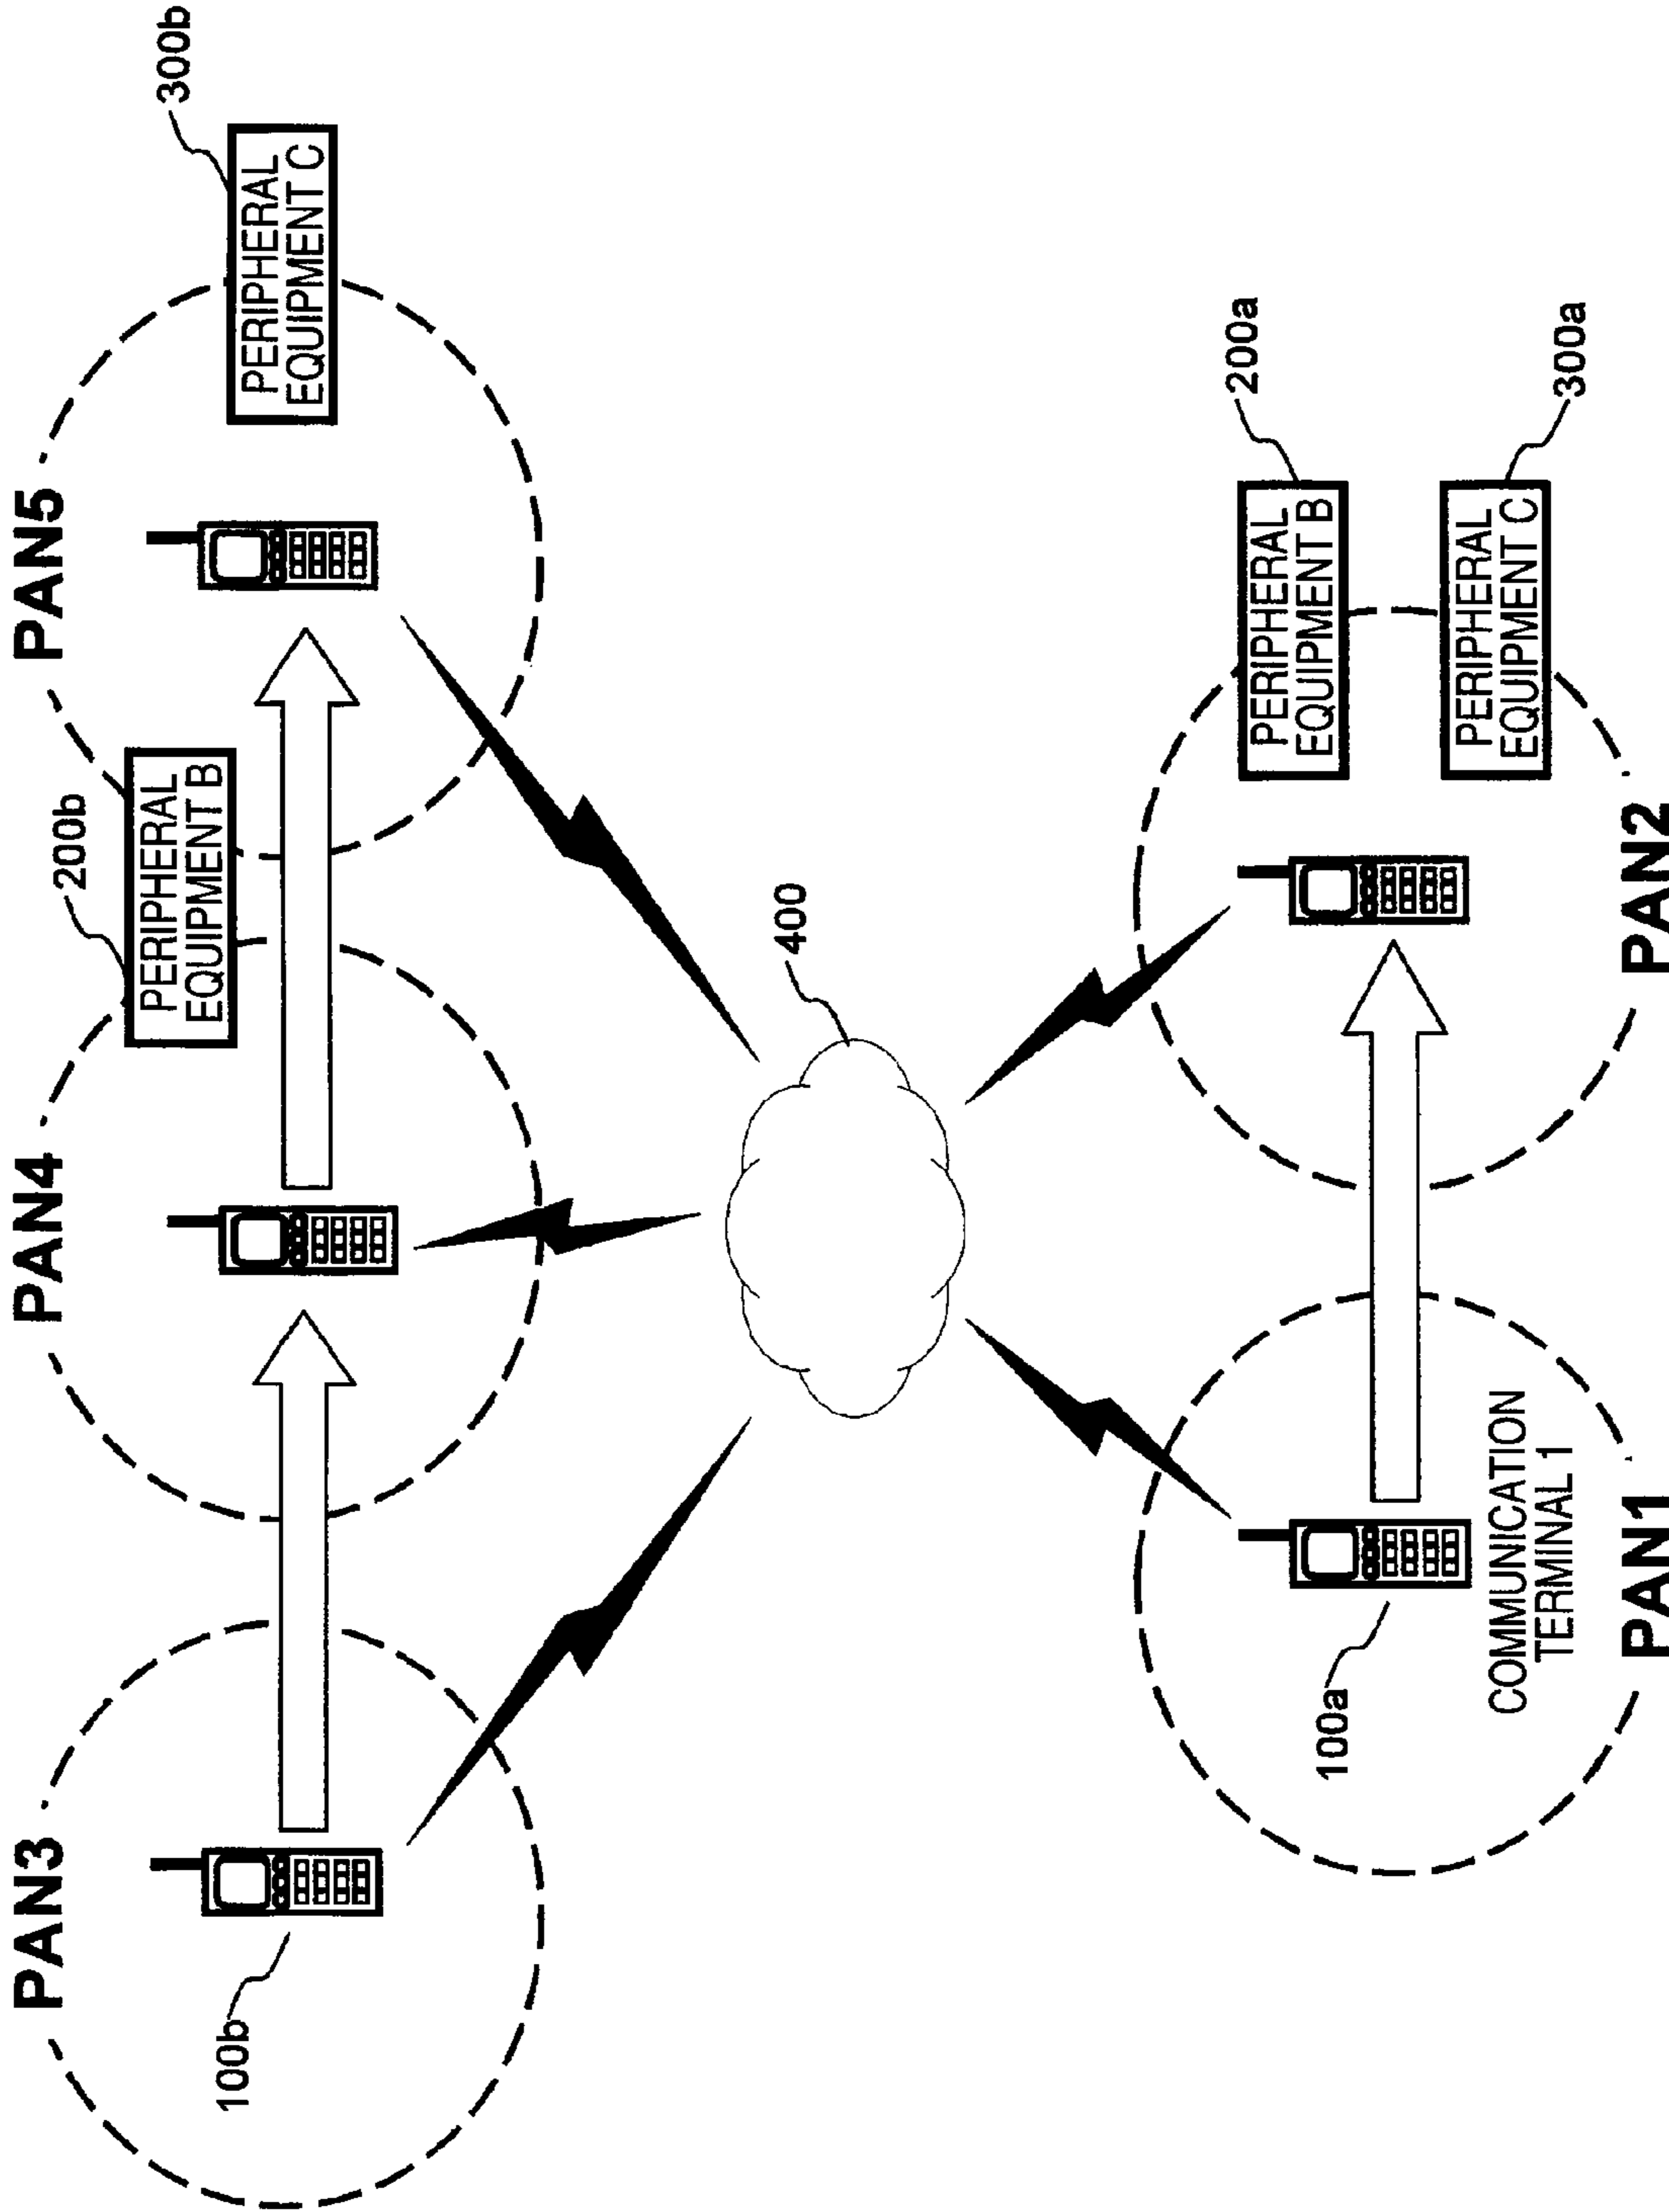 PAN3
PAN4
PAN5
100b
200b
PERIPHERAL
EQUIPMENT B
300b
PERIPHERAL
EQUIPMENT C
400
100a
COMMUNICATION
TERMINAL 1
PAN1
200a
PERIPHERAL
EQUIPMENT B
PERIPHERAL
EQUIPMENT C
300a
PAN2